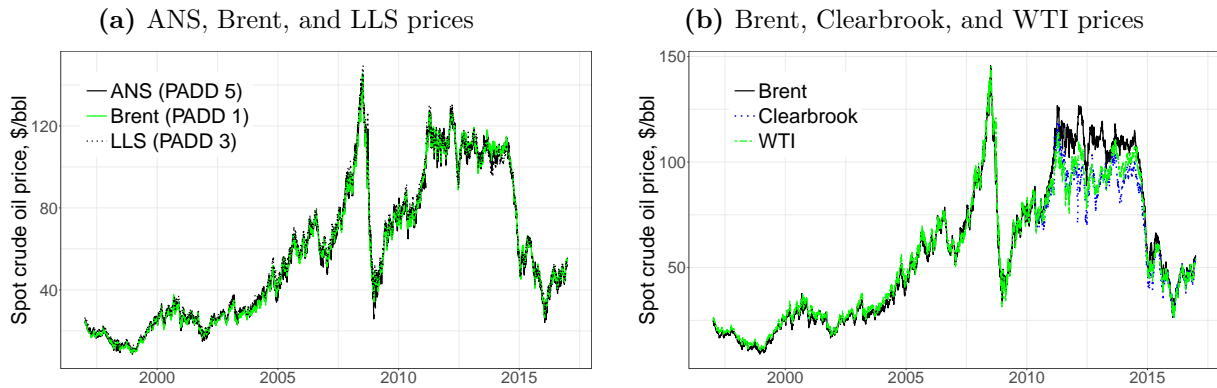 (a) ANS, Brent, and LLS prices
Spot crude oil price, $/bbl
120
80
40
ANS (PADD 5)
Brent (PADD 1)
LLS (PADD 3)
2000 2005 2010 2015
(b) Brent, Clearbrook, and WTI prices
Spot crude oil price, $/bbl
150
100
50
Brent
Clearbrook
WTI
2000 2005 2010 2015